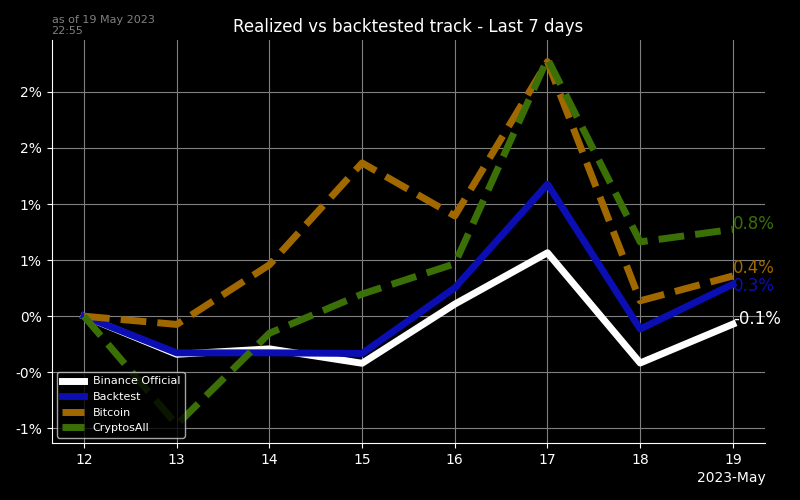 as of 19 May 2023
22:55
Realized vs backtested track - Last 7 days
2%
2%
1%
1%
0%
-0%
-1%
0.8%
0.4%
0.3%
-0.1%
Binance Official
Backtest
Bitcoin
CryptosAll
12 13 14 15 16 17 18 19
2023-May